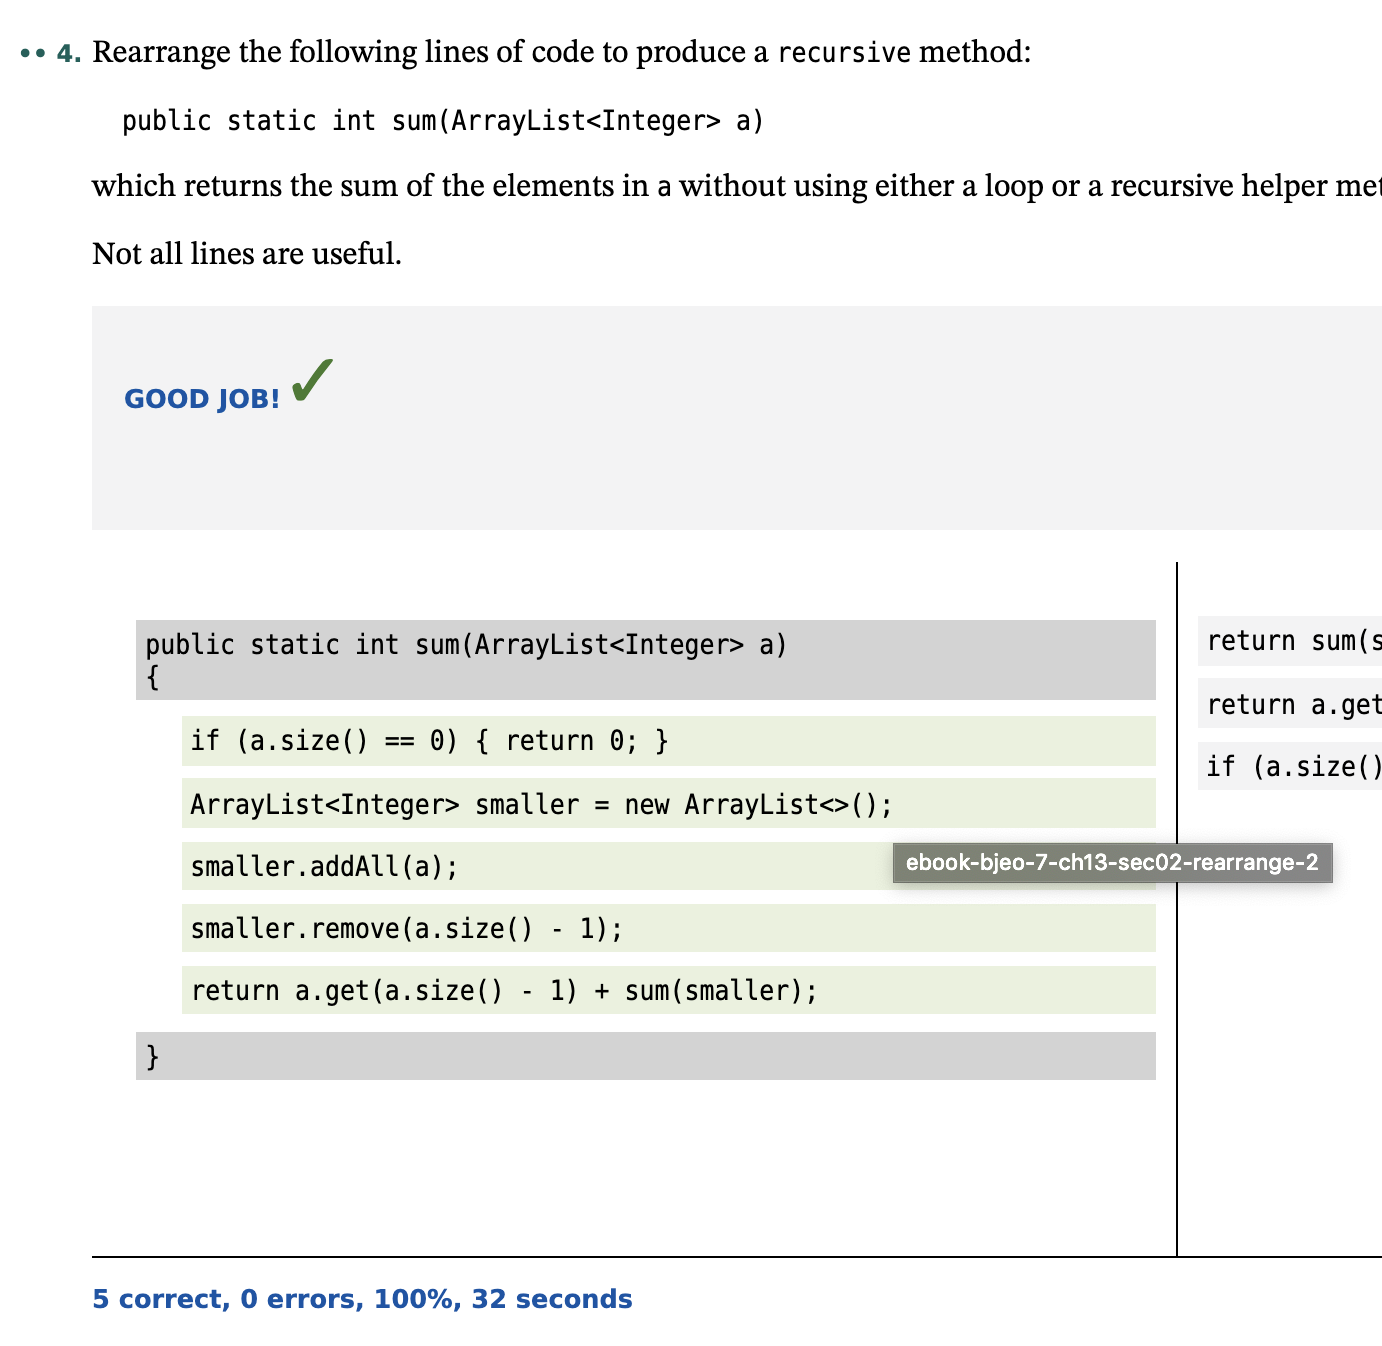 •• 4. Rearrange the following lines of code to produce a recursive method:
public static int sum(ArrayList<Integer> a)
which returns the sum of the elements in a without using either a loop or a recursive helper
Not all lines are useful.
GOOD JOB! ✓
public static int sum(ArrayList<Integer> a)
{
if (a.size() == 0) { return 0; }
ArrayList<Integer> smaller = new ArrayList<>();
smaller.addAll(a);
smaller.remove(a.size() - 1);
return a.get(a.size() - 1) + sum(smaller);
}
return sum(s
return a.get
if (a.size()
ebook-bjeo-7-ch13-sec02-rearrange-2
5 correct, 0 errors, 100%, 32 seconds